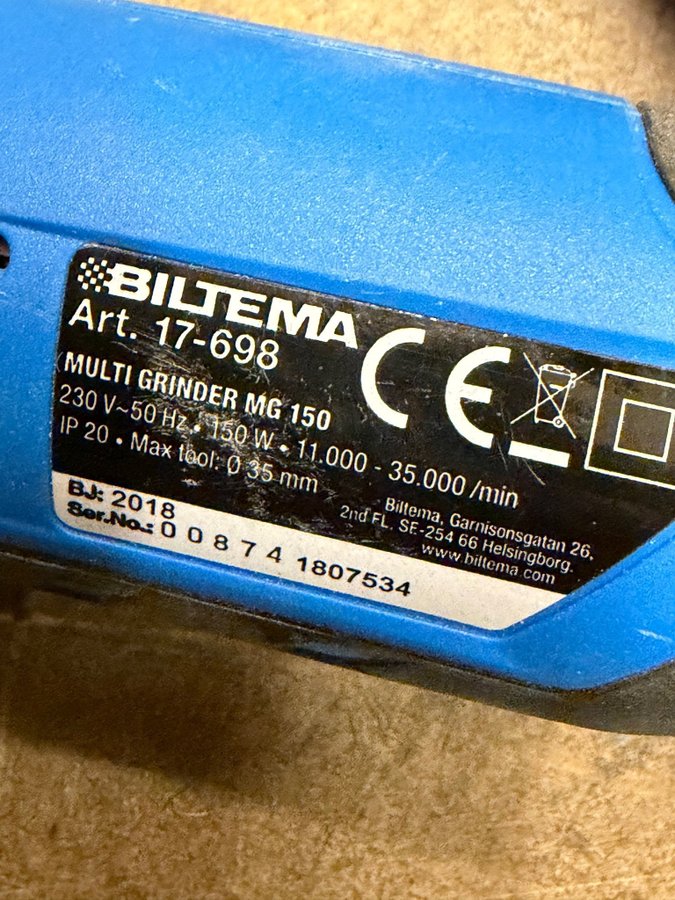 BILTEMA
Art. 17-698
MULTI GRINDER MG 150
230 V~50 Hz • 150 W • 11.000 - 35.000 /min
IP 20 • Max tool: Ø 35 mm
CE
Biltema, Garnisonsgatan 26,
2nd FL. SE-254 66 Helsingborg.
www.biltema.com
BJ: 2018
Ser.No.: 0 0 8 7 4 1807534